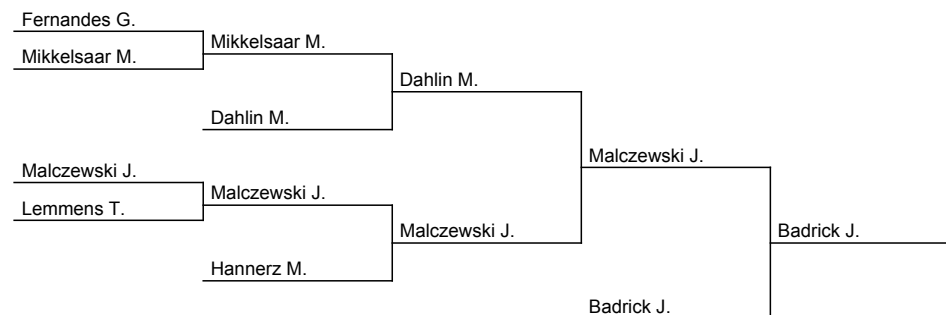 Fernandes G.
Mikkelsaar M.
Mikkelsaar M.
Dahlin M.
Dahlin M.
Malczewski J.
Malczewski J.
Lemmens T.
Malczewski J.
Malczewski J.
Badrick J.
Hannerz M.
Badrick J.